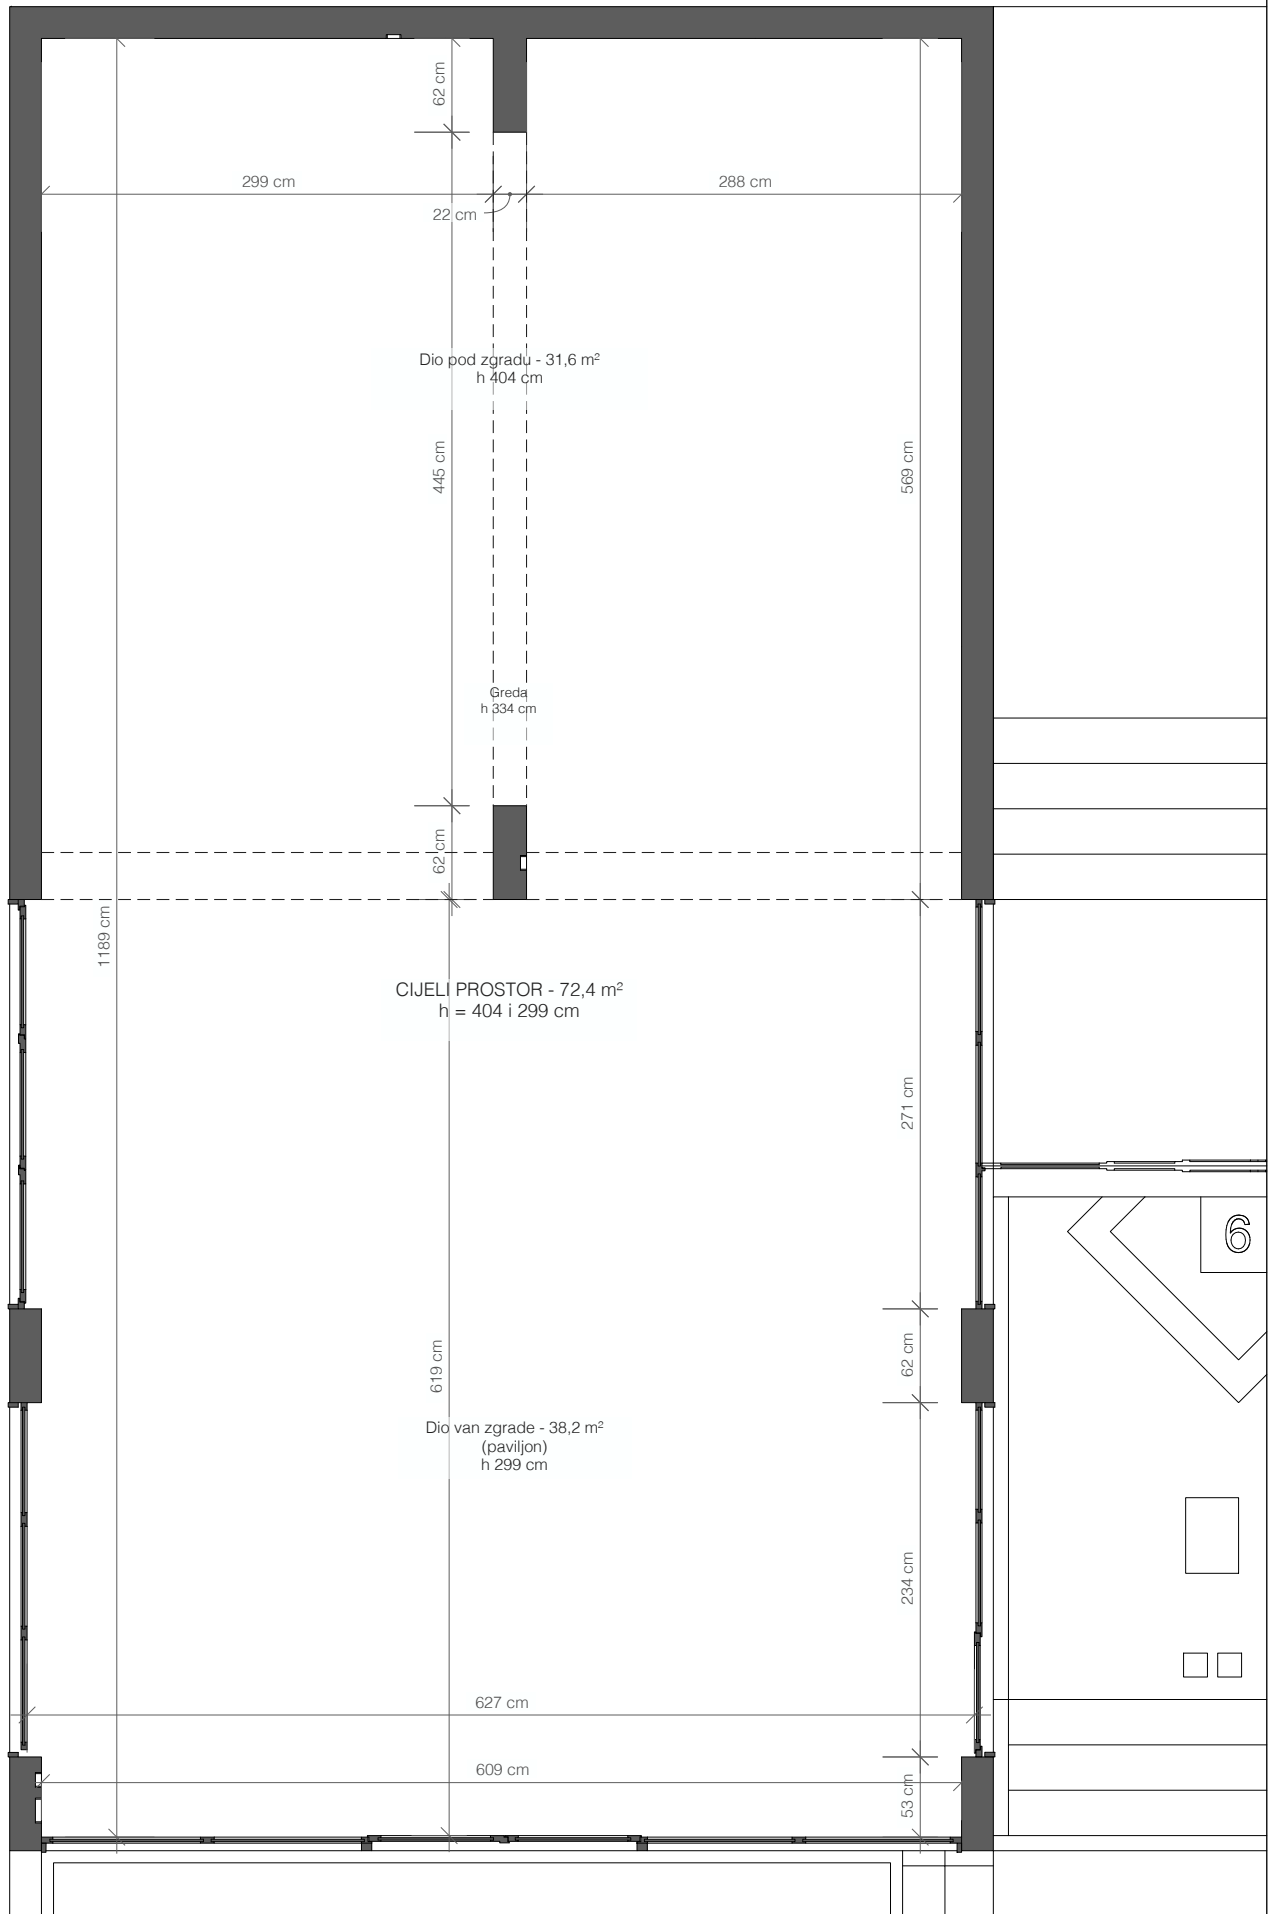 62 cm
299 cm
288 cm
22 cm
Dio pod zgradu - 31,6 m²
h 404 cm
445 cm
569 cm
Greda
h 334 cm
62 cm
1189 cm
CIJELI PROSTOR - 72,4 m²
h = 404 i 299 cm
271 cm
6
619 cm
62 cm
Dio van zgrade - 38,2 m²
(paviljon)
h 299 cm
234 cm
627 cm
609 cm
53 cm